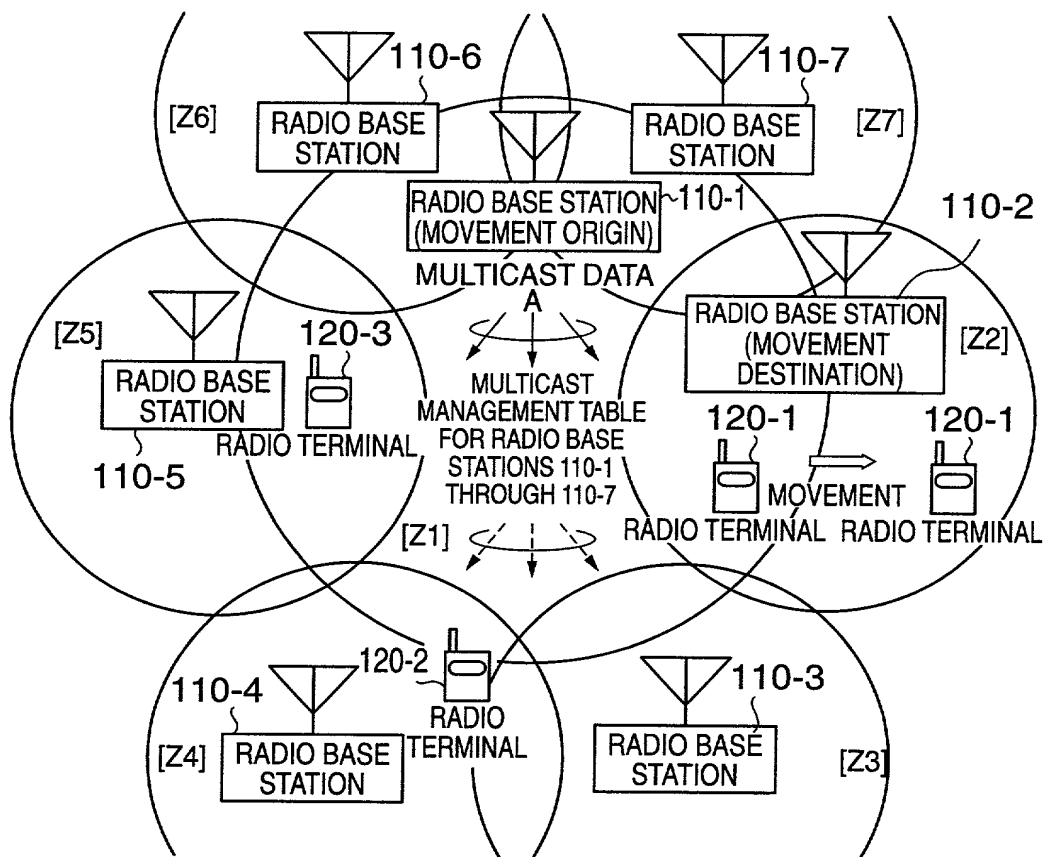 110-6
110-7
[Z6]
RADIO BASE
STATION
RADIO BASE
STATION
[Z7]
RADIO BASE STATION
(MOVEMENT ORIGIN)
110-1
110-2
MULTICAST DATA
A
[Z5]
120-3
RADIO BASE STATION
(MOVEMENT
DESTINATION)
[Z2]
RADIO BASE
STATION
RADIO TERMINAL
110-5
MULTICAST
MANAGEMENT TABLE
FOR RADIO BASE
STATIONS 110-1
THROUGH 110-7
120-1
120-1
MOVEMENT
RADIO TERMINAL
RADIO TERMINAL
[Z1]
120-2
RADIO
TERMINAL
110-4
110-3
[Z4]
RADIO BASE
STATION
RADIO BASE
STATION
[Z3]